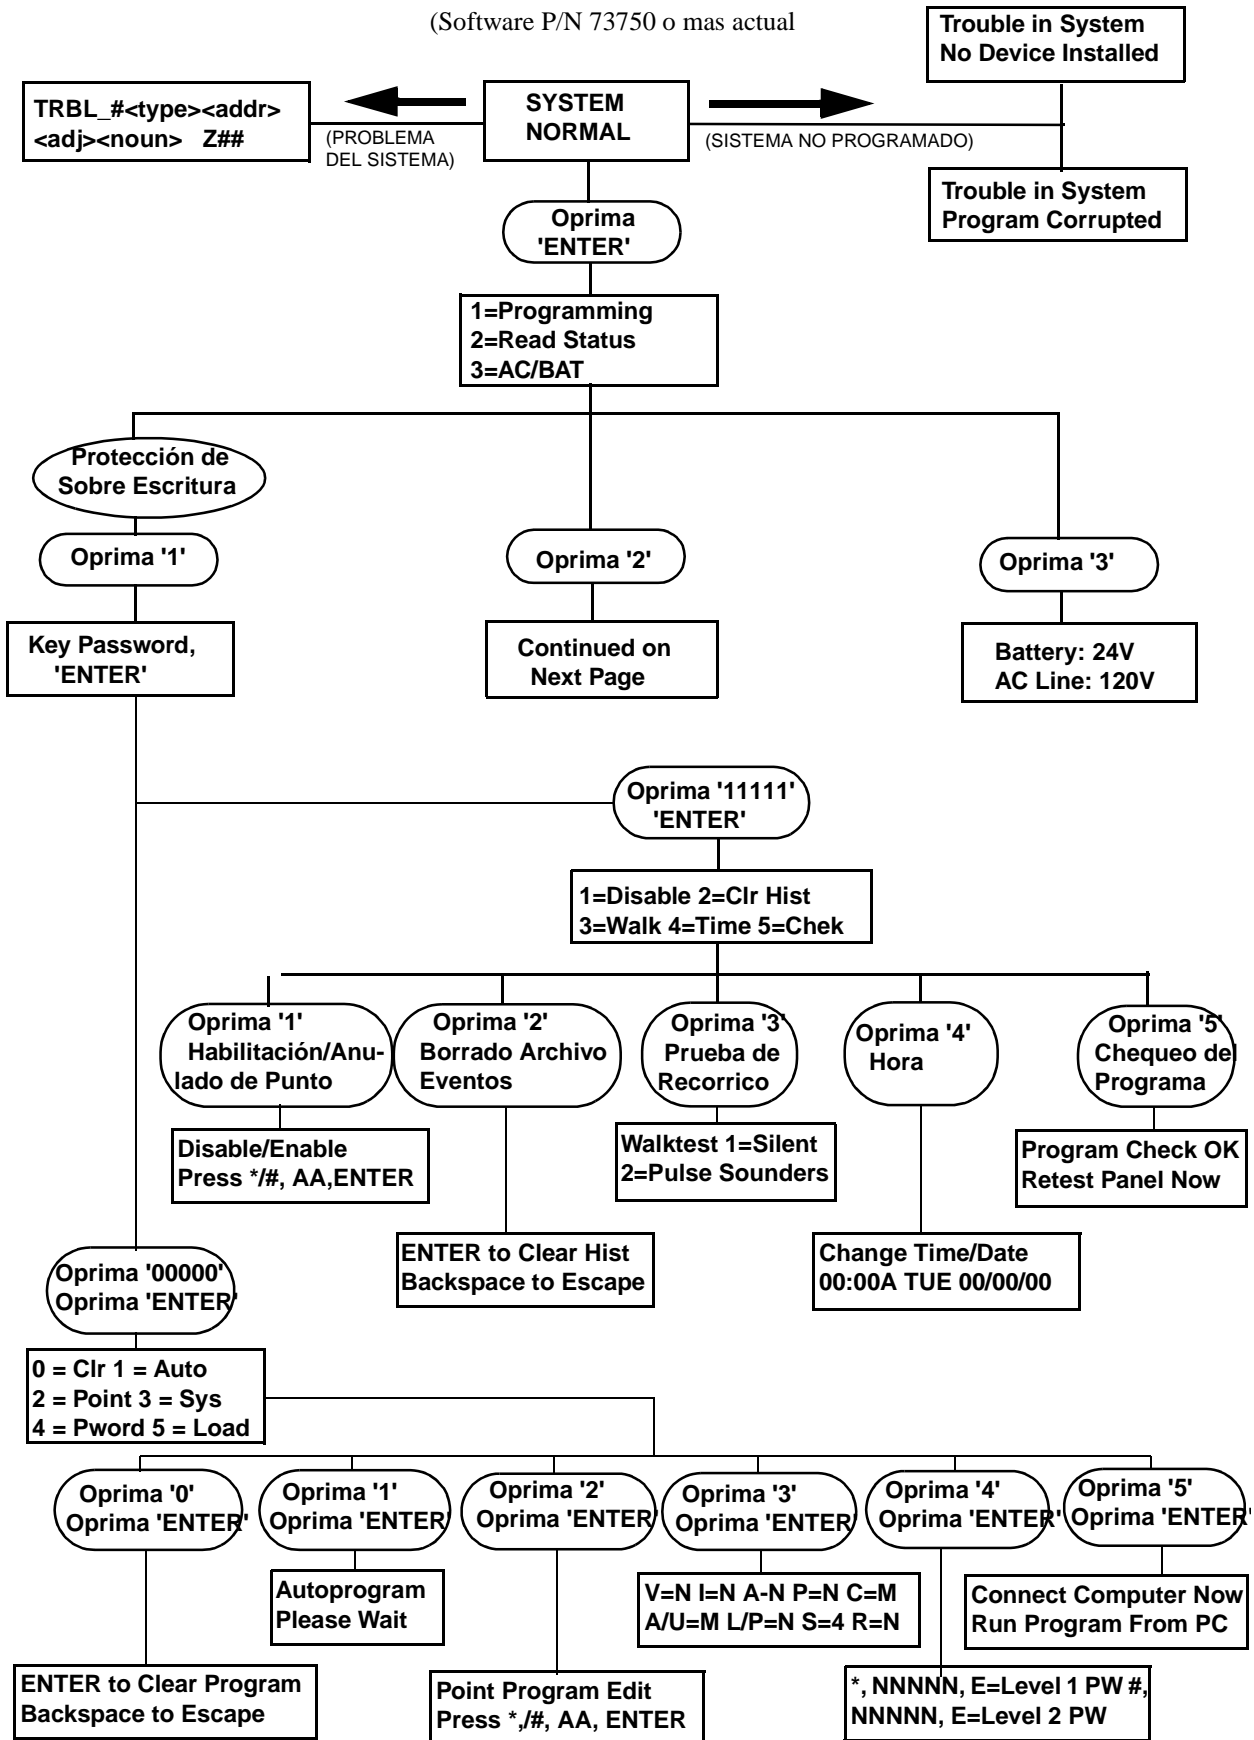 (Software P/N 73750 o mas actual
Trouble in System
No Device Installed
TRBL_#<type><addr>
<adj><noun> Z##
(PROBLEMA
DEL SISTEMA)
SYSTEM
NORMAL
(SISTEMA NO PROGRAMADO)
Trouble in System
Program Corrupted
Oprima
'ENTER'
1=Programming
2=Read Status
3=AC/BAT
Protección de
Sobre Escritura
Oprima '1'
Oprima '2'
Oprima '3'
Key Password,
'ENTER'
Continued on
Next Page
Battery: 24V
AC Line: 120V
Oprima '11111'
'ENTER'
1=Disable 2=Clr Hist
3=Walk 4=Time 5=Chek
Oprima '1'
Habilitación/Anu-
lado de Punto
Oprima '2'
Borrado Archivo
Eventos
Oprima '3'
Prueba de
Recorrico
Oprima '4'
Hora
Oprima '5'
Chequeo del
Programa
Disable/Enable
Press */#, AA,ENTER
Walktest 1=Silent
2=Pulse Sounders
Program Check OK
Retest Panel Now
ENTER to Clear Hist
Backspace to Escape
Change Time/Date
00:00A TUE 00/00/00
Oprima '00000'
Oprima 'ENTER'
0 = Clr 1 = Auto
2 = Point 3 = Sys
4 = Pword 5 = Load
Oprima '0'
Oprima 'ENTER'
Oprima '1'
Oprima 'ENTER'
Oprima '2'
Oprima 'ENTER'
Oprima '3'
Oprima 'ENTER'
Oprima '4'
Oprima 'ENTER'
Oprima '5'
Oprima 'ENTER'
Autoprogram
Please Wait
V=N I=N A-N P=N C=M
A/U=M L/P=N S=4 R=N
Connect Computer Now
Run Program From PC
ENTER to Clear Program
Backspace to Escape
Point Program Edit
Press *,/#, AA, ENTER
*, NNNNN, E=Level 1 PW #,
NNNNN, E=Level 2 PW